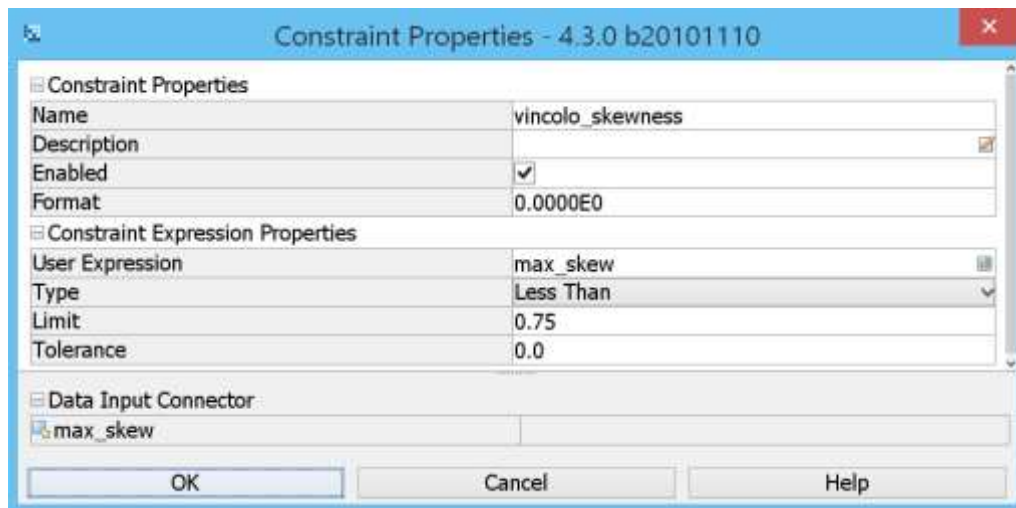 Constraint Properties - 4.3.0 b20101110
Constraint Properties
Name vincolo_skewness
Description
Enabled
Format 0.0000E0
Constraint Expression Properties
User Expression max_skew
Type Less Than
Limit 0.75
Tolerance 0.0
Data Input Connector
max_skew
OK Cancel Help